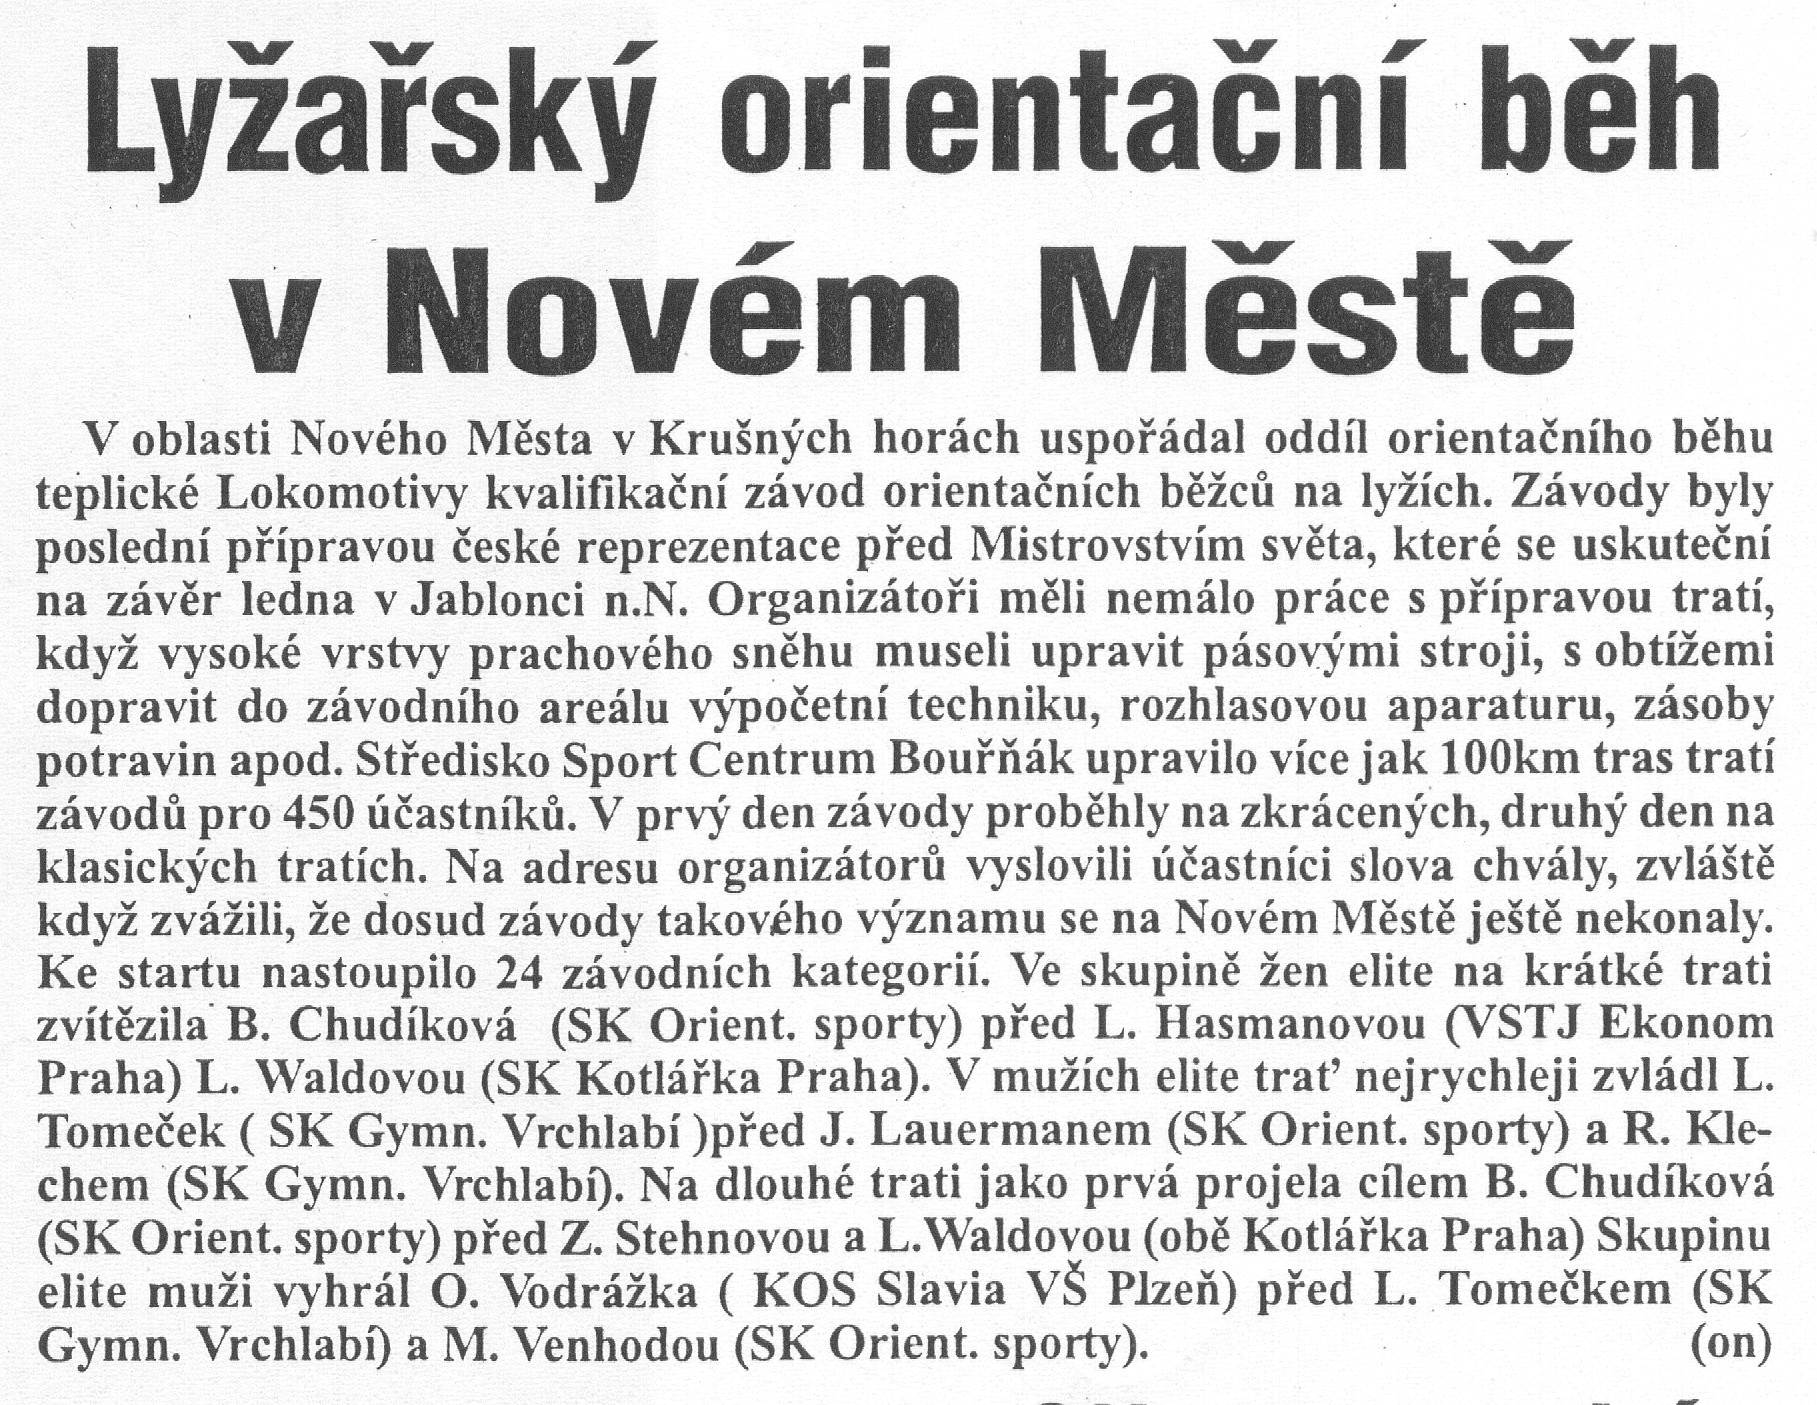 Lyžařský orientační běh
v Novém Městě
V oblasti Nového Města v Krušných horách uspořádal oddíl orientačního běhu
teplické Lokomotivy kvalifikační závod orientačních běžců na lyžích. Závody byly
poslední přípravou české reprezentace před Mistrovstvím světa, které se uskuteční
na závěr ledna v Jablonci n.N. Organizátoři měli nemálo práce s přípravou tratí,
když vysoké vrstvy prachového sněhu museli upravit pásovými stroji, s obtížemi
dopravit do závodního areálu výpočetní techniku, rozhlasovou aparaturu, zásoby
potravin apod. Středisko Sport Centrum Bouřňák upravilo více jak 100km tras tratí
závodů pro 450 účastníků. V prvý den závody proběhly na zkrácených, druhý den na
klasických tratích. Na adresu organizátorů vyslovili účastníci slova chvály, zvláště
když zvážili, že dosud závody takového významu se na Novém Městě ještě nekonaly.
Ke startu nastoupilo 24 závodních kategorií. Ve skupině žen elite na krátké trati
zvítězila B. Chudíková (SK Orient. sporty) před L. Hasmanovou (VSTJ Ekonom
Praha) L. Waldovou (SK Kotlářka Praha). V mužích elite trať nejrychleji zvládl L.
Tomeček ( SK Gymn. Vrchlabí )před J. Lauermanem (SK Orient. sporty) a R. Kle-
chem (SK Gymn. Vrchlabí). Na dlouhé trati jako prvá projela cílem B. Chudíková
(SK Orient. sporty) před Z. Stehnovou a L.Waldovou (obě Kotlářka Praha) Skupinu
elite muži vyhrál O. Vodrážka ( KOS Slavia VŠ Plzeň) před L. Tomečkem (SK
Gymn. Vrchlabí) a M. Venhodou (SK Orient. sporty). (on)